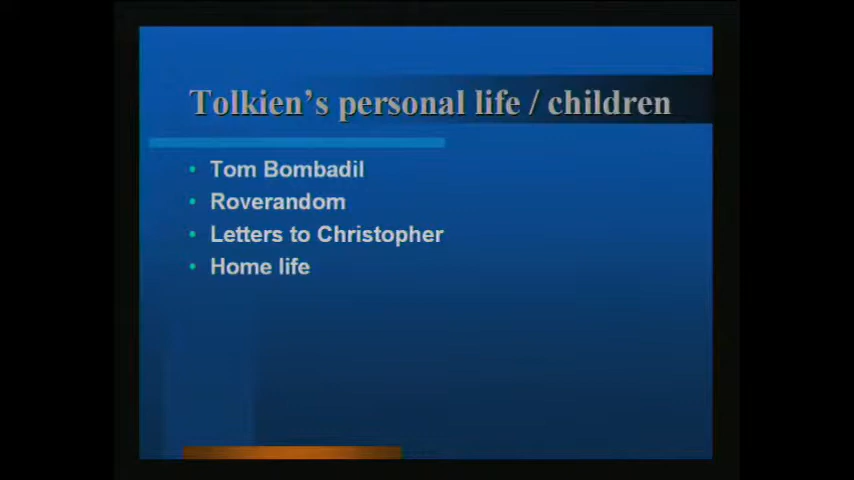 Tolkien's personal life / children
• Tom Bombadil
• Roverandom
• Letters to Christopher
• Home life